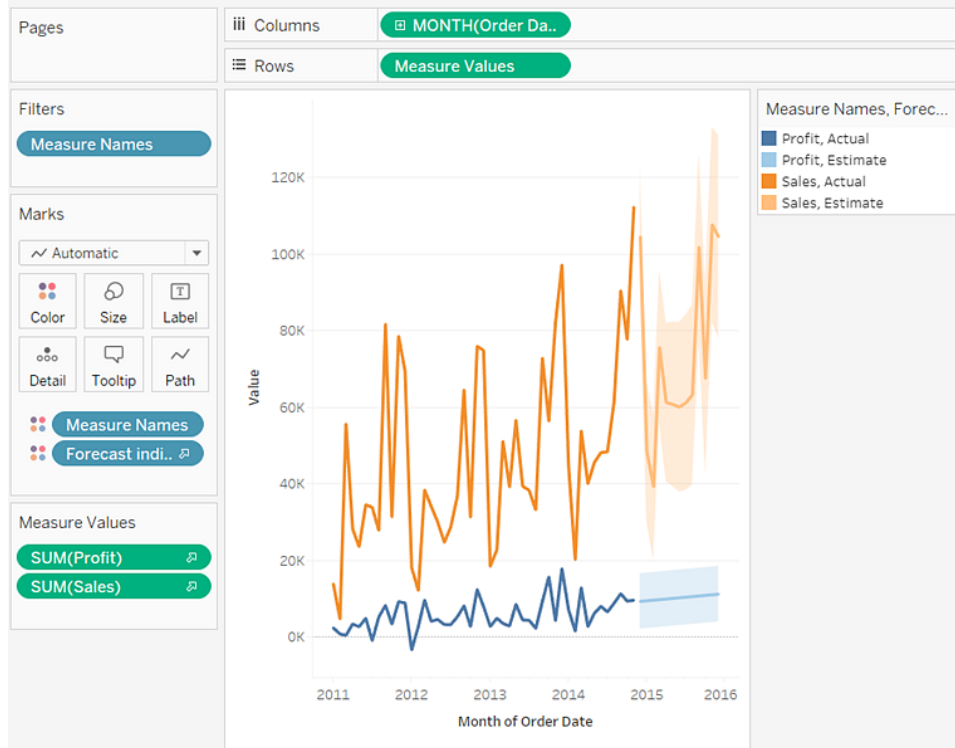 Pages
Columns
MONTH(Order Da..
Rows
Measure Values
Filters
Measure Names
Marks
Automatic
Color
Size
Label
Detail
Tooltip
Path
Measure Names
Forecast indi..
Measure Values
SUM(Profit)
SUM(Sales)
120K
100K
80K
60K
40K
20K
0K
Value
2011 2012 2013 2014 2015 2016
Month of Order Date
Measure Names, Forec...
Profit, Actual
Profit, Estimate
Sales, Actual
Sales, Estimate